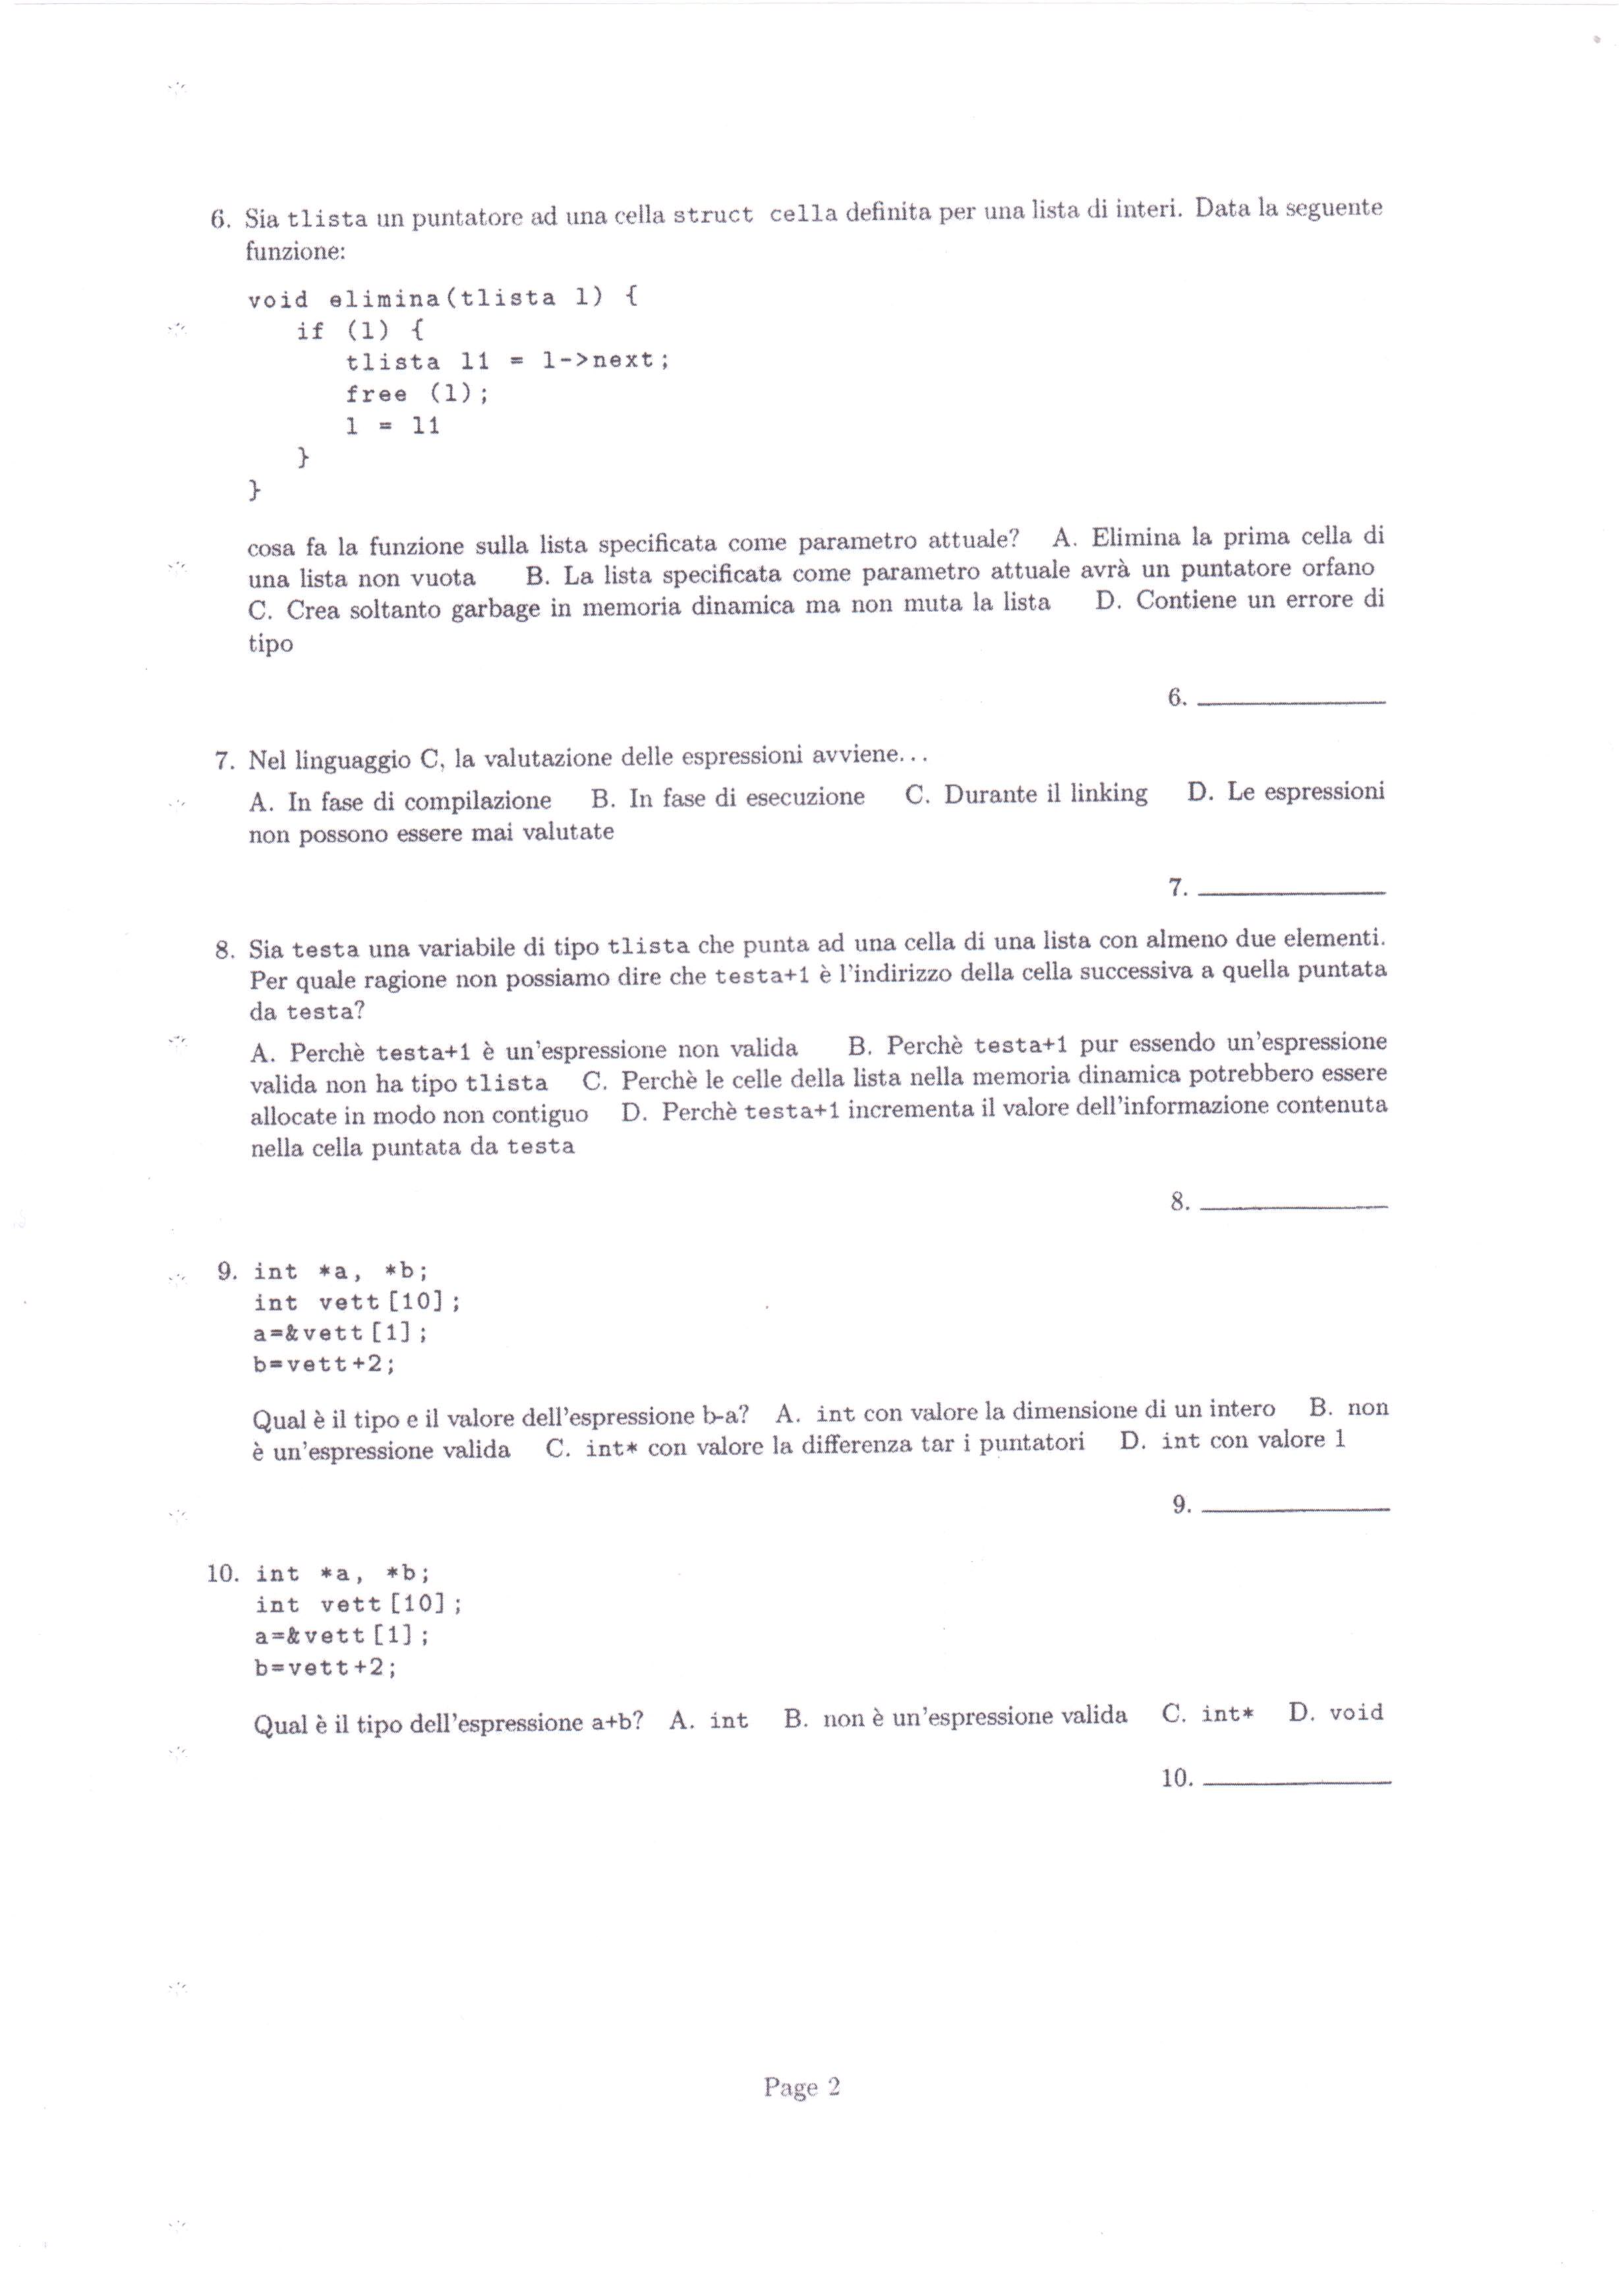 6. Sia tlista un puntatore ad una cella struct cella definita per una lista di interi. Data la seguente
funzione:
void elimina(tlista l) {
if (l) {
tlista l1 = l->next;
free (l);
l = l1
}
}
cosa fa la funzione sulla lista specificata come parametro attuale? A. Elimina la prima cella di
una lista non vuota B. La lista specificata come parametro attuale avrà un puntatore orfano
C. Crea soltanto garbage in memoria dinamica ma non muta la lista D. Contiene un errore di
tipo
6.
7. Nel linguaggio C, la valutazione delle espressioni avviene...
A. In fase di compilazione B. In fase di esecuzione C. Durante il linking D. Le espressioni
non possono essere mai valutate
7.
8. Sia testa una variabile di tipo tlista che punta ad una cella di una lista con almeno due elementi.
Per quale ragione non possiamo dire che testa+1 è l'indirizzo della cella successiva a quella puntata
da testa?
A. Perchè testa+1 è un'espressione non valida B. Perchè testa+1 pur essendo un'espressione
valida non ha tipo tlista C. Perchè le celle della lista nella memoria dinamica potrebbero essere
allocate in modo non contiguo D. Perchè testa+1 incrementa il valore dell'informazione contenuta
nella cella puntata da testa
8.
9. int *a, *b;
int vett[10];
a=&vett[1];
b=vett+2;
Qual è il tipo e il valore dell'espressione b-a? A. int con valore la dimensione di un intero B. non
è un'espressione valida C. int* con valore la differenza tar i puntatori D. int con valore 1
9.
10. int *a, *b;
int vett[10];
a=&vett[1];
b=vett+2;
Qual è il tipo dell'espressione a+b? A. int B. non è un'espressione valida C. int* D. void
10.
Page 2